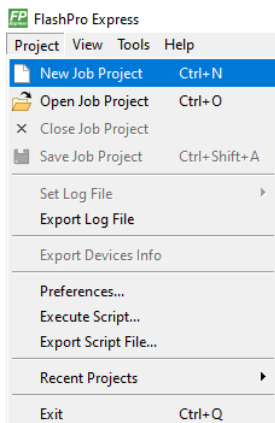 FP
Express
FlashPro Express
Project View Tools Help
New Job Project Ctrl+N
Open Job Project Ctrl+O
Close Job Project
Save Job Project Ctrl+Shift+A
Set Log File
Export Log File
Export Devices Info
Preferences...
Execute Script...
Export Script File...
Recent Projects
Exit Ctrl+Q